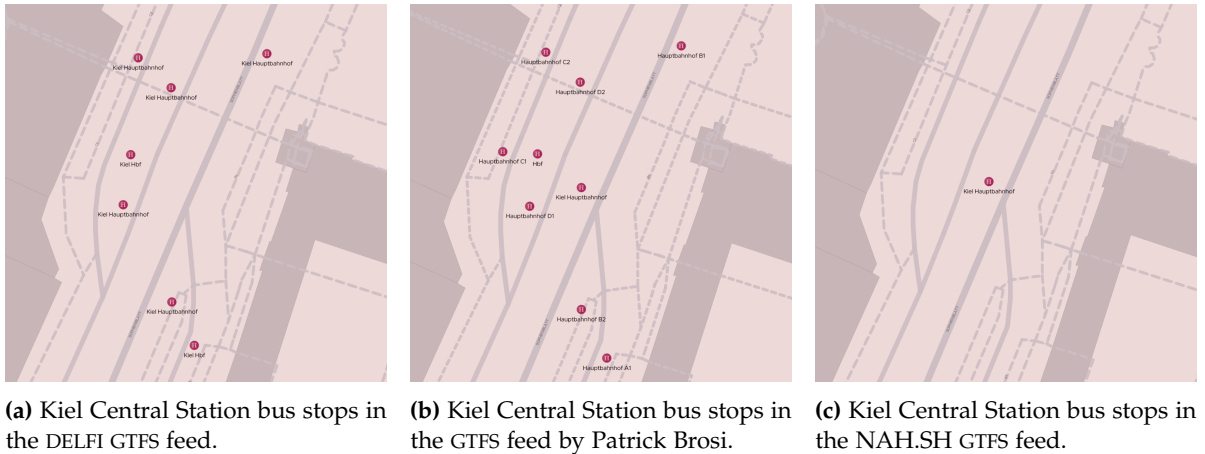 Kiel Hauptbahnhof
Kiel Hauptbahnhof
Kiel Hauptbahnhof
Kiel Hbf
Kiel Hauptbahnhof
Kiel Hauptbahnhof
Kiel Hbf
Hauptbahnhof C2
Hauptbahnhof B1
Hauptbahnhof D2
Hauptbahnhof C1
Hbf
Kiel Hauptbahnhof
Hauptbahnhof D1
Hauptbahnhof B2
Hauptbahnhof A1
Kiel Hauptbahnhof
(a) Kiel Central Station bus stops in
the DELFI GTFS feed.
(b) Kiel Central Station bus stops in
the GTFS feed by Patrick Brosi.
(c) Kiel Central Station bus stops in
the NAH.SH GTFS feed.